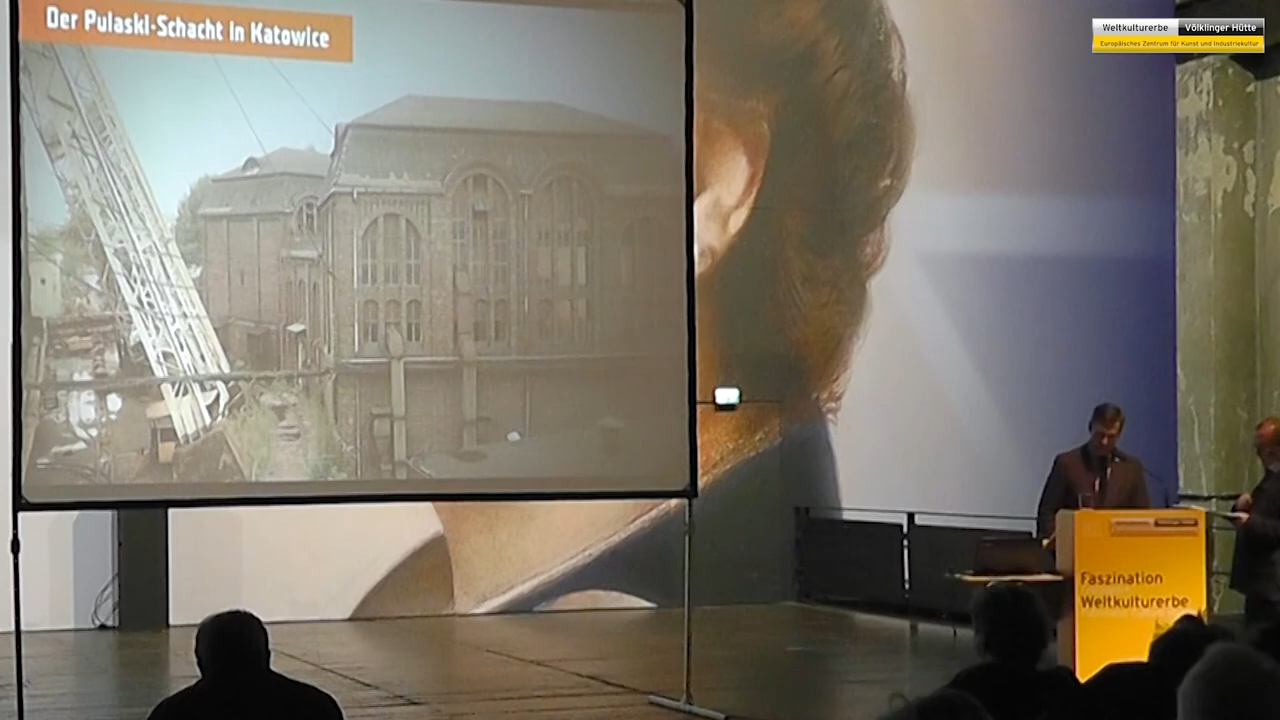 Der Pulaski-Schacht in Katowice
Weltkulturerbe Völklinger Hütte
Europäisches Zentrum für Kunst und Industriekultur
Faszination
Weltkulturerbe